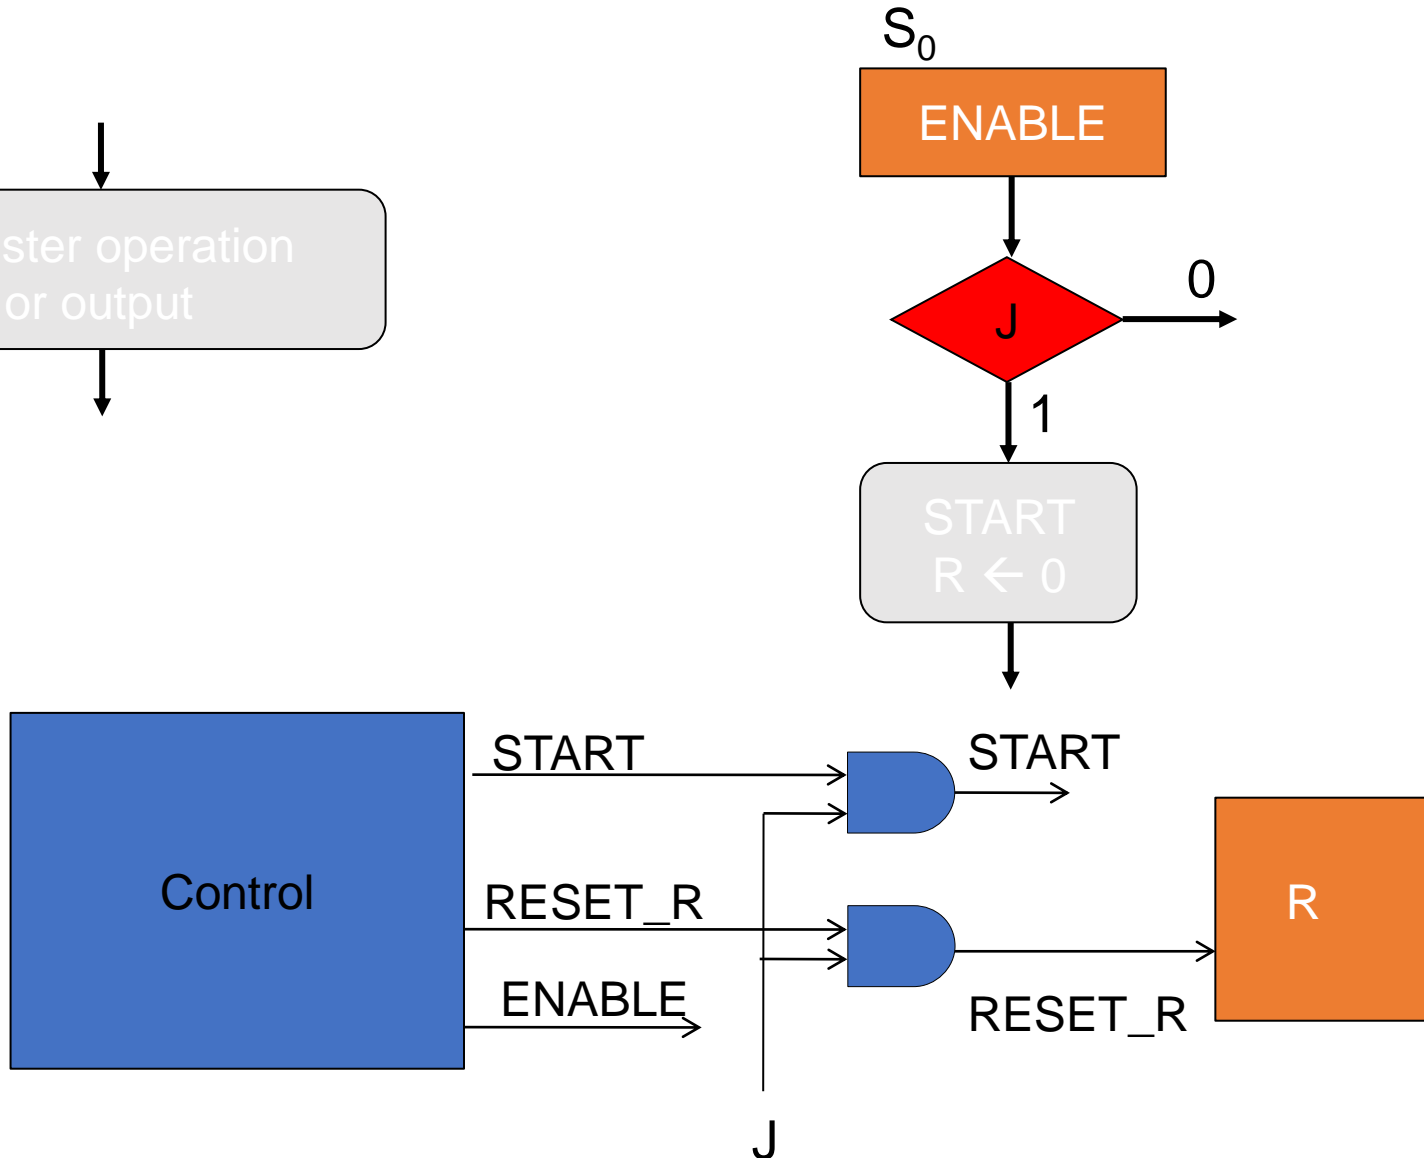 S₀
ENABLE
ster operation
or output
J
0
1
START
R ← 0
START
START
Control
RESET_R
R
ENABLE
RESET_R
J